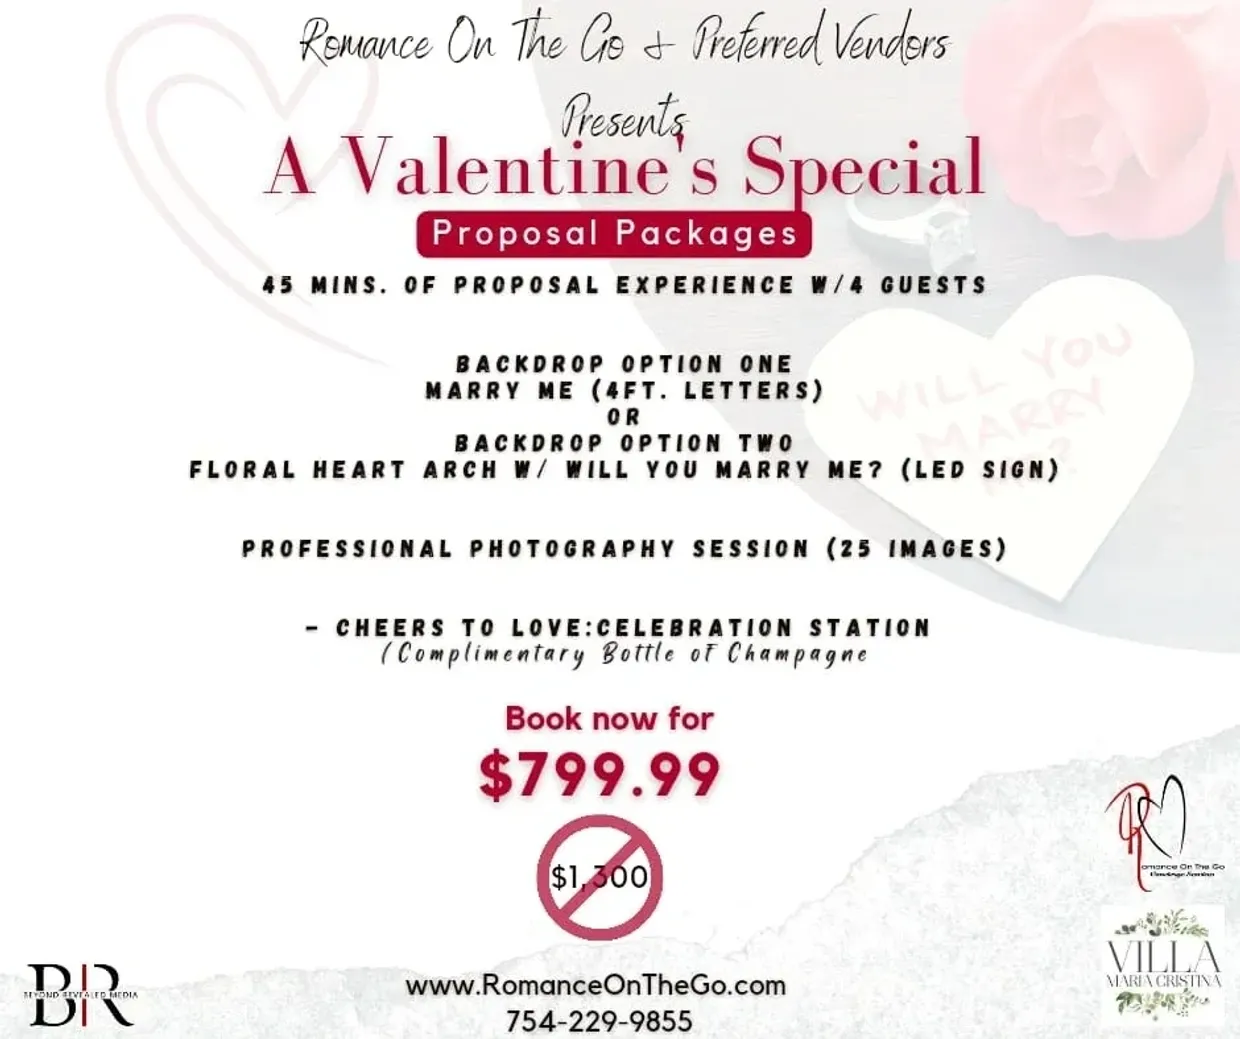 Romance On The Go & Preferred Vendors
Presents
A Valentine's Special
Proposal Packages
45 MINS. OF PROPOSAL EXPERIENCE W/4 GUESTS
BACKDROP OPTION ONE
MARRY ME (4FT. LETTERS)
OR
BACKDROP OPTION TWO
FLORAL HEART ARCH W/ WILL YOU MARRY ME? (LED SIGN)
WILL YOU
MARRY
ME?
PROFESSIONAL PHOTOGRAPHY SESSION (25 IMAGES)
- CHEERS TO LOVE:CELEBRATION STATION
(Complimentary Bottle of Champagne
Book now for
$799.99
$1,300
www.RomanceOnTheGo.com
754-229-9855
BR
BEYOND REVEALED MEDIA
Romance On The Go
Concierge Service
VILLA
MARIA CRISTINA